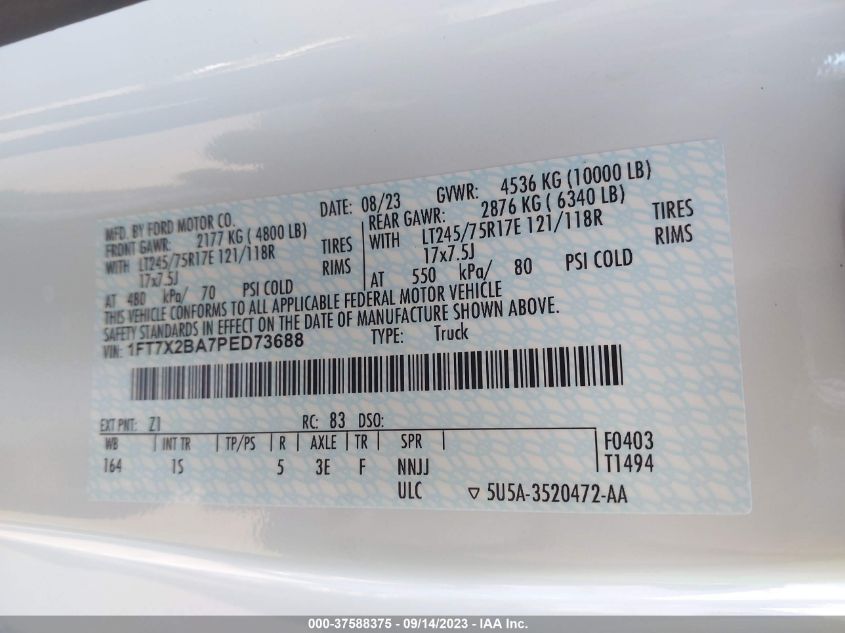 MFD. BY FORD MOTOR CO. DATE: 08/23 GVWR: 4536 KG (10000 LB)
FRONT GAWR: 2177 KG ( 4800 LB) REAR GAWR: 2876 KG ( 6340 LB)
WITH LT245/75R17E 121/118R TIRES WITH LT245/75R17E 121/118R TIRES
17x7.5J RIMS 17x7.5J RIMS
AT 480 kPa/ 70 PSI COLD AT 550 kPa/ 80 PSI COLD
THIS VEHICLE CONFORMS TO ALL APPLICABLE FEDERAL MOTOR VEHICLE
SAFETY STANDARDS IN EFFECT ON THE DATE OF MANUFACTURE SHOWN ABOVE.
VIN: 1FT7X2BA7PED73688 TYPE: Truck
EXT PNT: Z1 RC: 83 DSO:
WB INT TR TP/PS R AXLE TR SPR F0403
164 1S 5 3E F NNJJ T1494
ULC ▽ 5U5A-3520472-AA
000-37588375 - 09/14/2023 - IAA Inc.